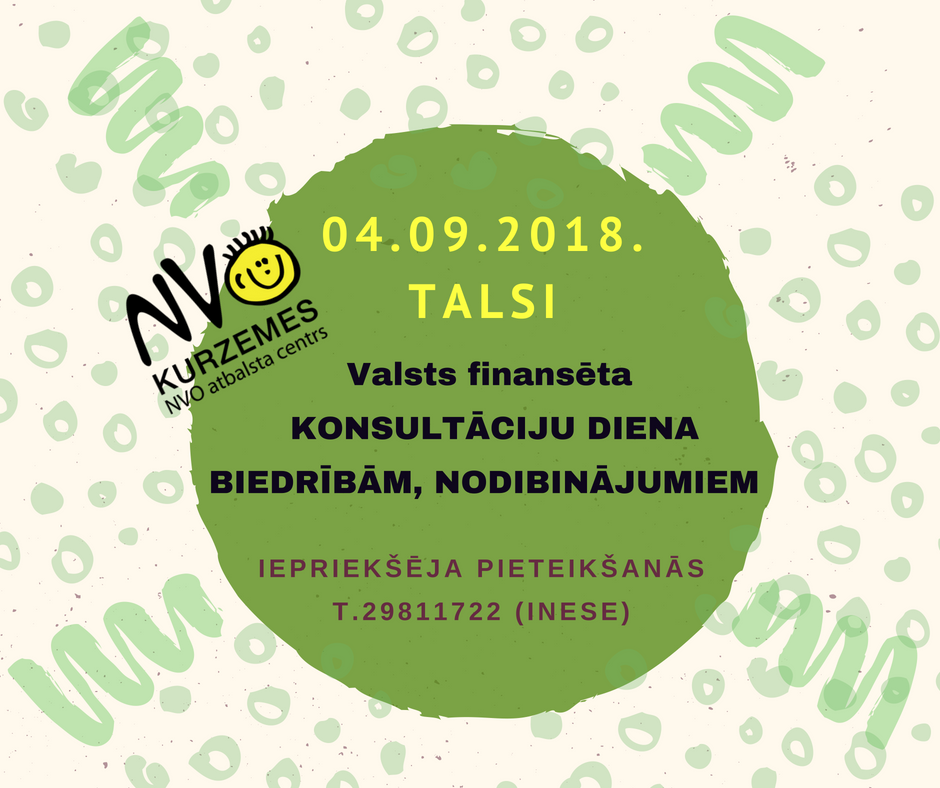 04.09.2018.
TALSI
NVO
KURZEMES
NVO atbalsta centrs
Valsts finansēta
KONSULTĀCIJU DIENA
BIEDRĪBĀM, NODIBINĀJUMIEM
IEPRIEKŠĒJA PIETEIKŠANĀS
T.29811722 (INESE)